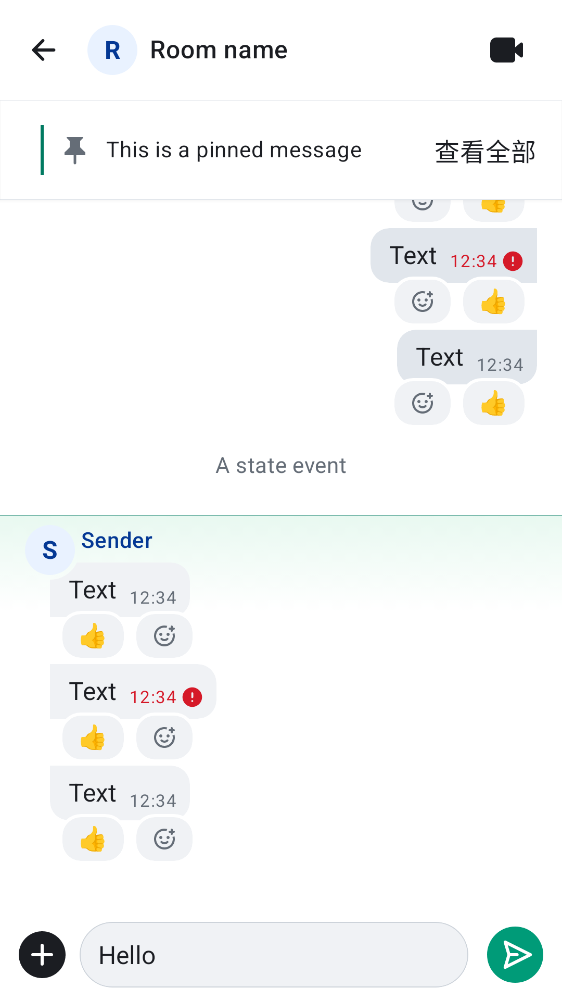 R Room name
This is a pinned message 查看全部
Text 12:34
Text 12:34
A state event
S Sender
Text 12:34
Text 12:34
Text 12:34
Hello